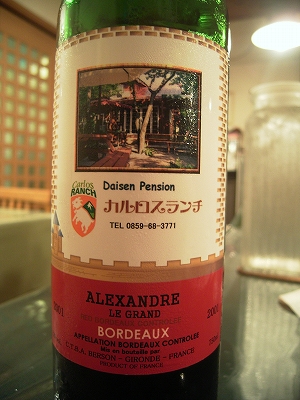 Daisen Pension
Carlos
RANCH
カルロスランチ
TEL 0859-68-3771
ALEXANDRE
LE GRAND
BORDEAUX
APPELLATION BORDEAUX CONTROLEE
Mis en bouteille par
GIRONDE - FRANCE
PRODUCT OF FRANCE